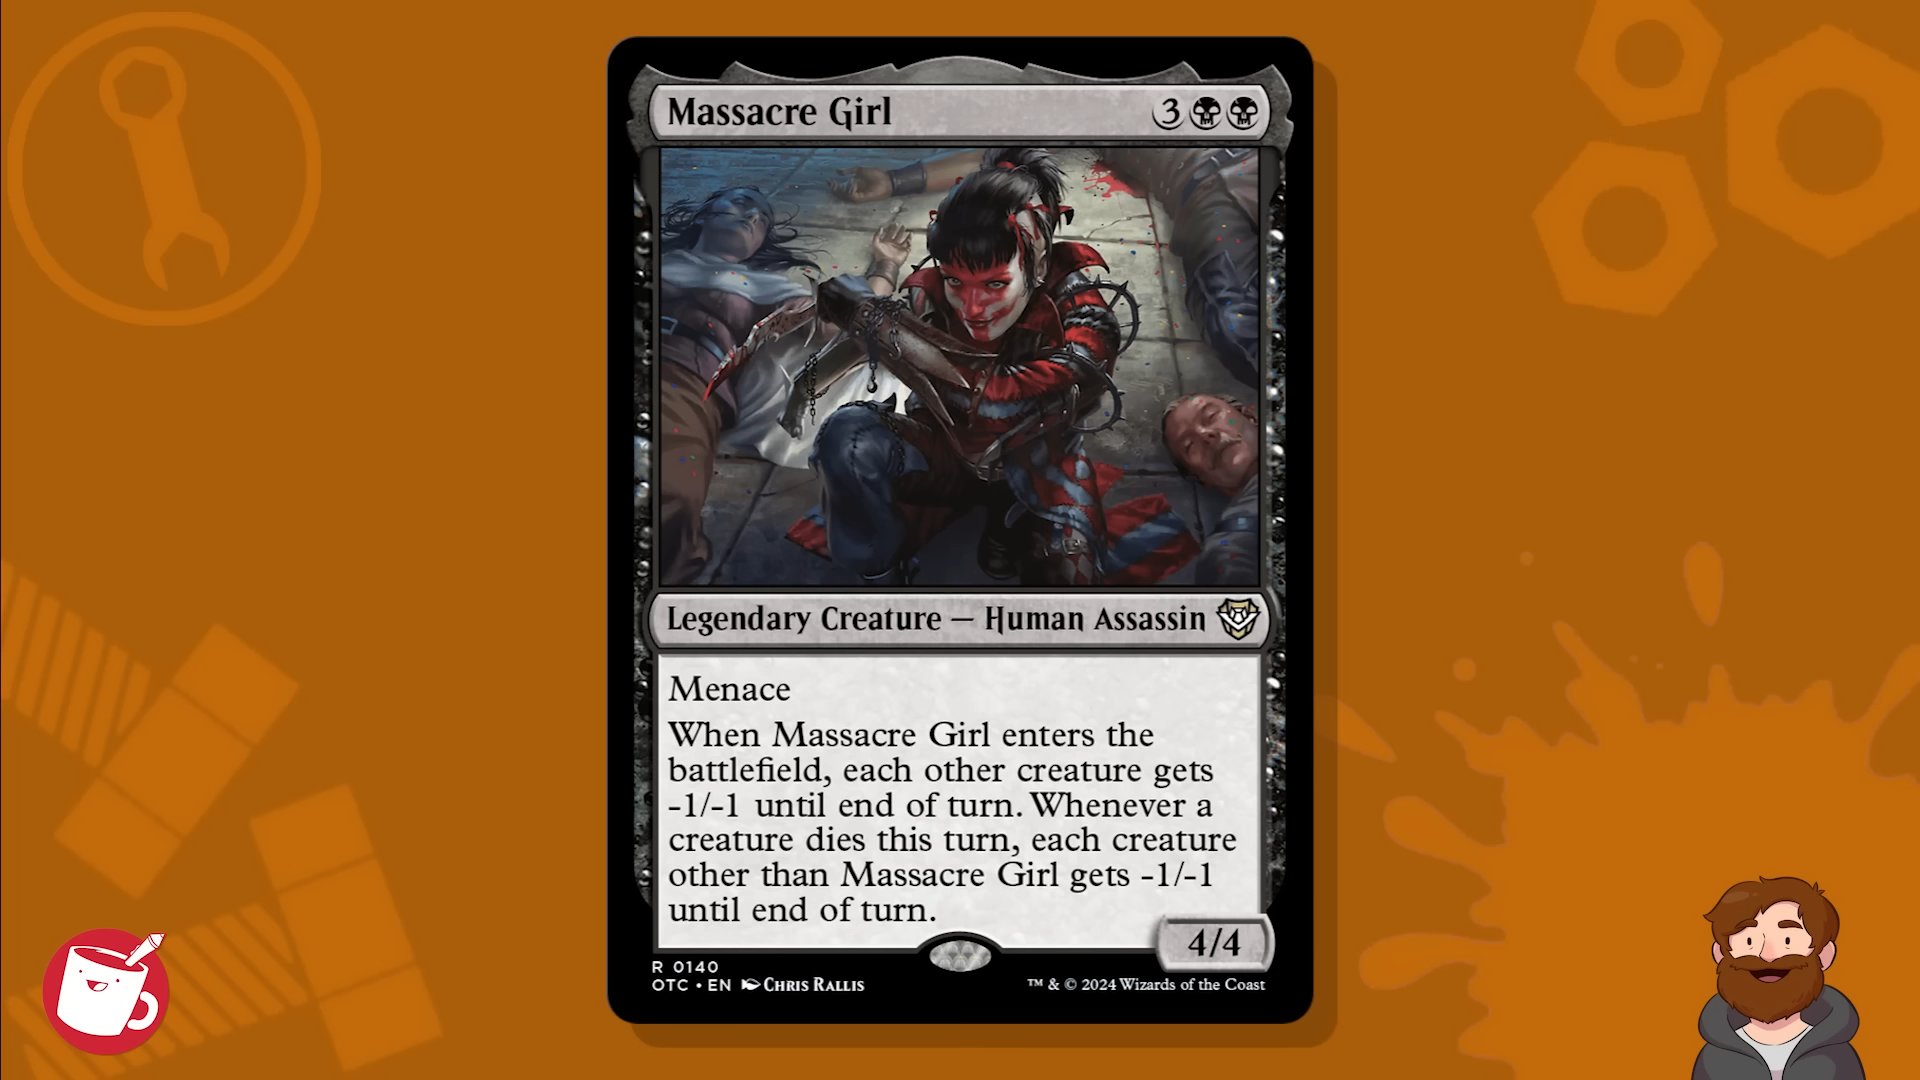 Massacre Girl 3
Legendary Creature — Human Assassin
Menace
When Massacre Girl enters the
battlefield, each other creature gets
-1/-1 until end of turn. Whenever a
creature dies this turn, each creature
other than Massacre Girl gets -1/-1
until end of turn.
4/4
R 0140
OTC • EN Chris Rallis
™ & © 2024 Wizards of the Coast